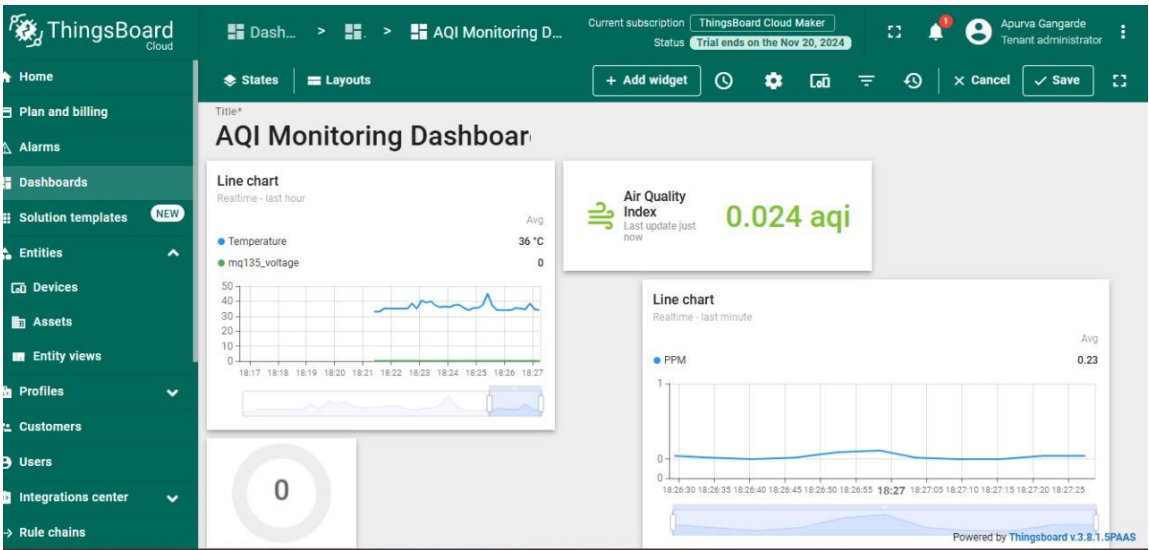 ThingsBoard
Cloud
Dash... > . > AQI Monitoring D...
Current subscription ThingsBoard Cloud Maker
Status Trial ends on the Nov 20, 2024
Apurva Gangarde
Tenant administrator
Home
Plan and billing
Alarms
Dashboards
Solution templates NEW
Entities
Devices
Assets
Entity views
Profiles
Customers
Users
Integrations center
Rule chains
States Layouts
+ Add widget
× Cancel
Save
Title*
AQI Monitoring Dashboar
Line chart
Realtime - last hour
Avg
Temperature 36 °C
mq135_voltage 0
50
40
30
20
10
0
18:17 18:18 18:19 18:20 18:21 18:22 18:23 18:24 18:25 18:26 18:27
Air Quality
Index
Last update just
now
0.024 aqi
Line chart
Realtime - last minute
Avg
PPM 0.23
1
0
0
18:26:30 18:26:35 18:26:40 18:26:45 18:26:50 18:26:55 18:27 18:27:05 18:27:10 18:27:15 18:27:20 18:27:25
0
Powered by Thingsboard v.3.8.1.5PAAS